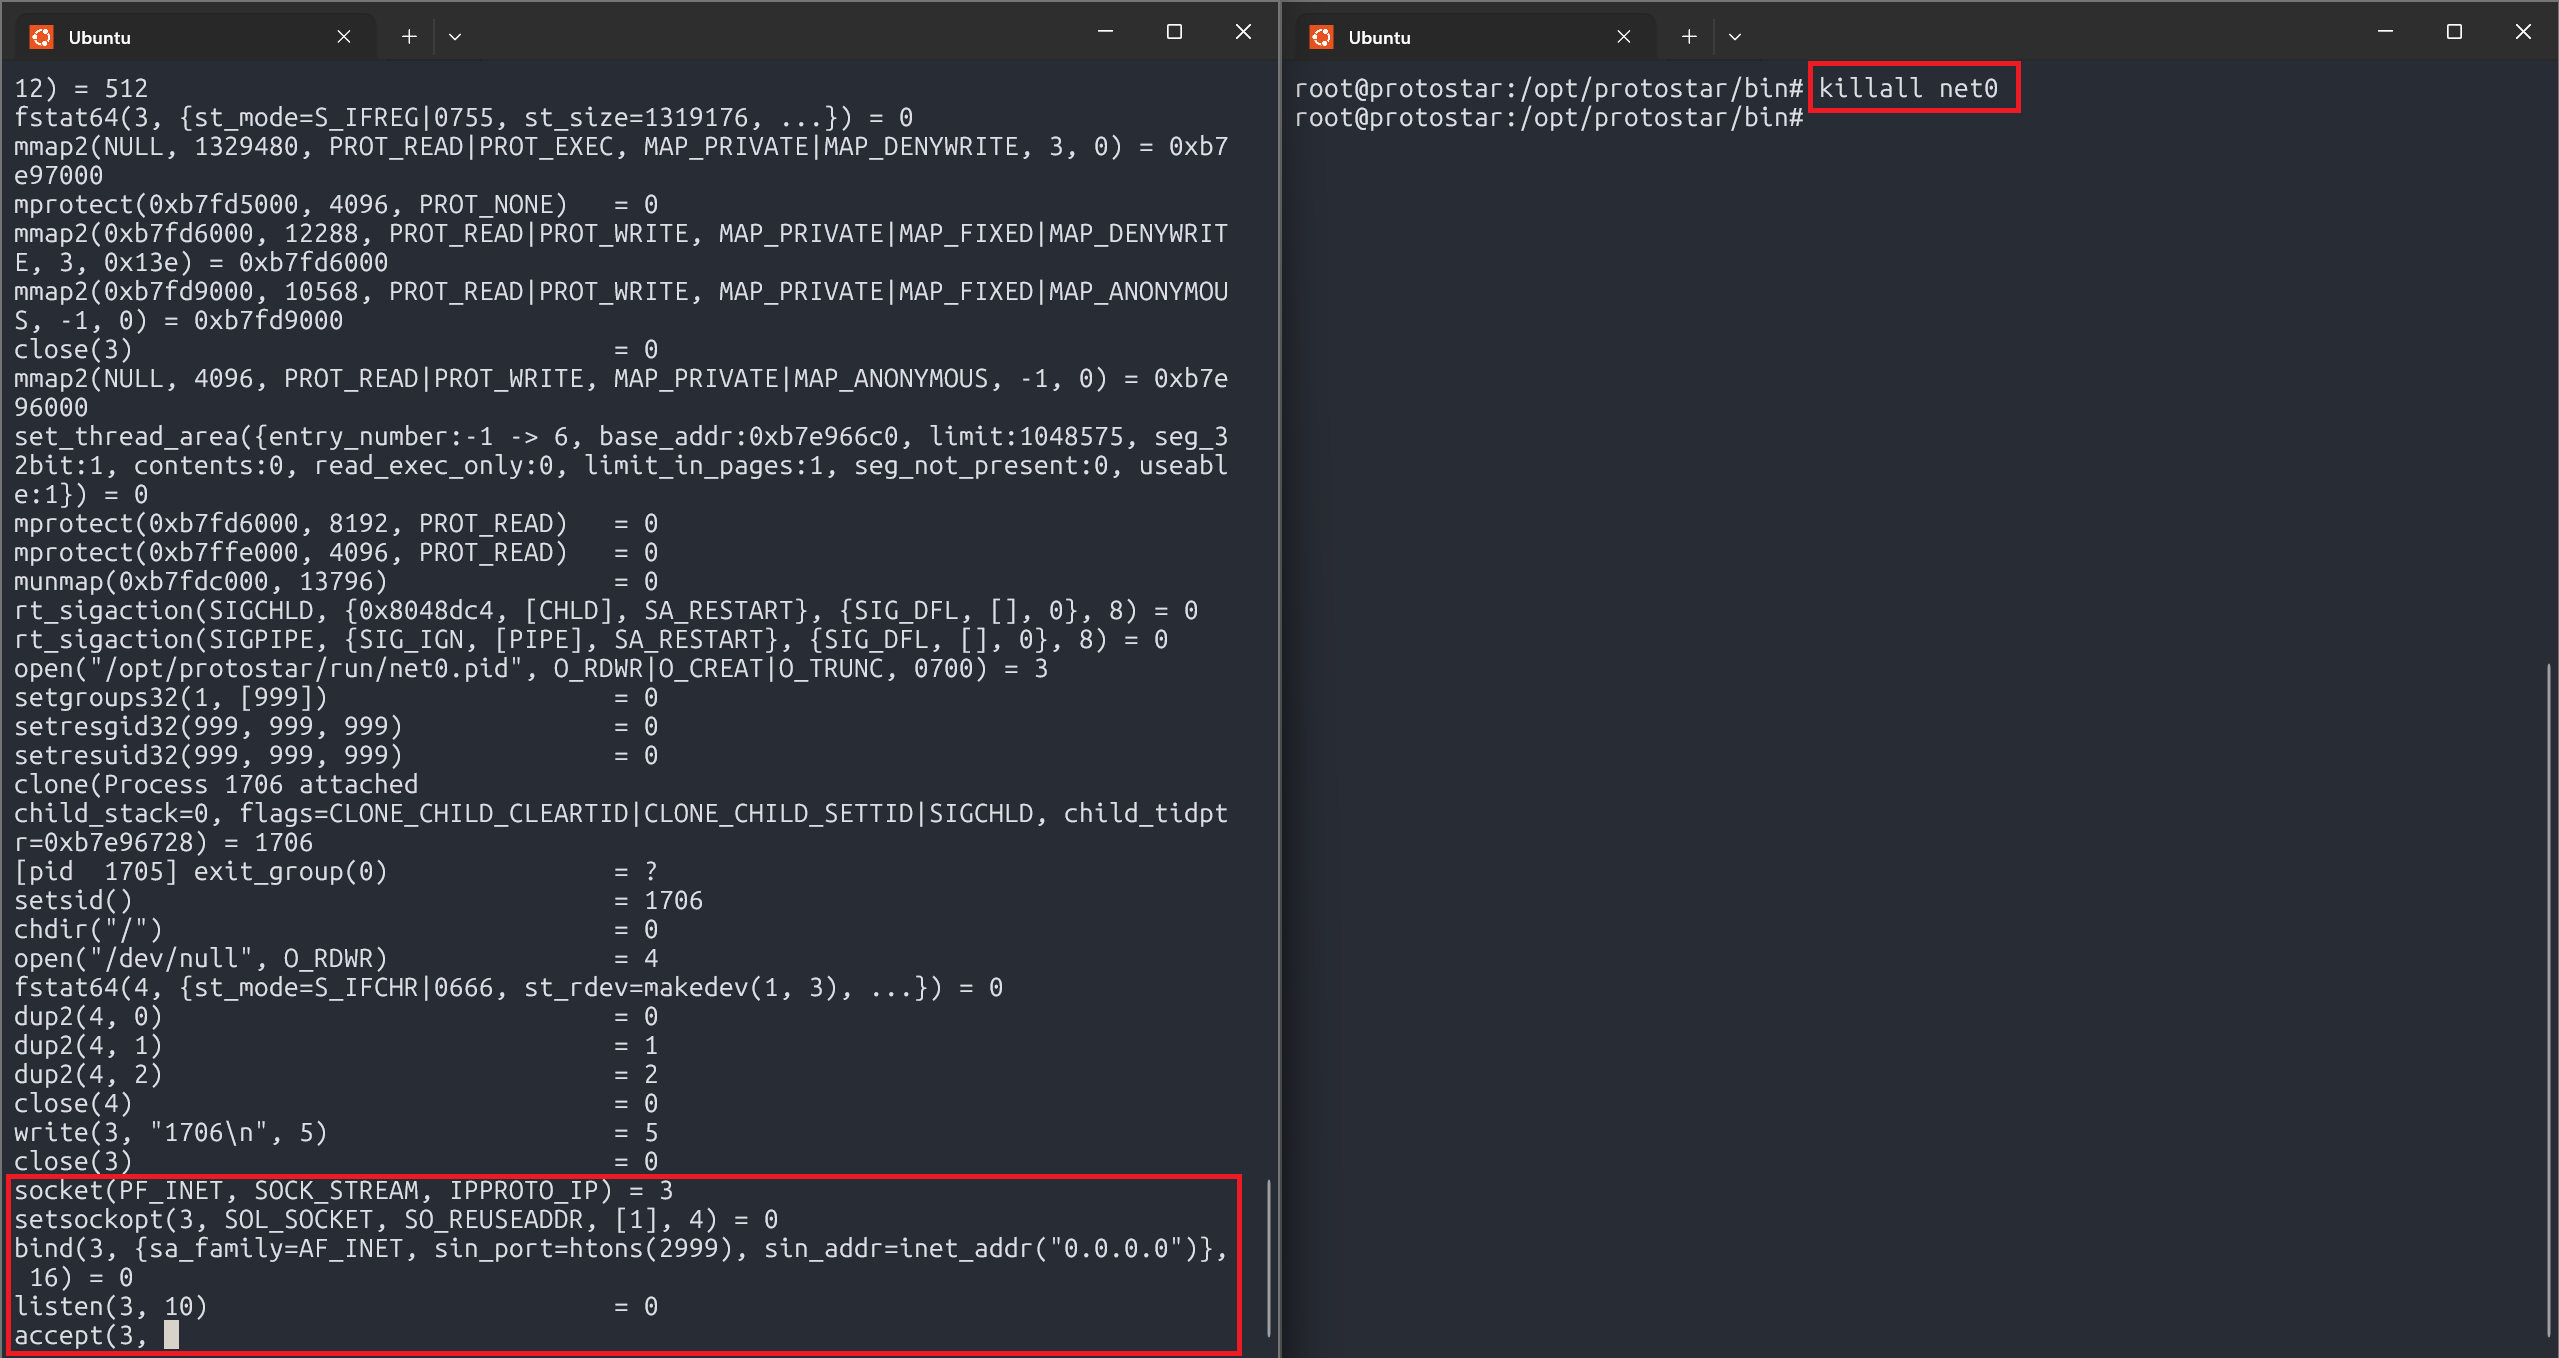 Ubuntu
12) = 512
fstat64(3, {st_mode=S_IFREG|0755, st_size=1319176, ...}) = 0
mmap2(NULL, 1329480, PROT_READ|PROT_EXEC, MAP_PRIVATE|MAP_DENYWRITE, 3, 0) = 0xb7
e97000
mprotect(0xb7fd5000, 4096, PROT_NONE)   = 0
mmap2(0xb7fd6000, 12288, PROT_READ|PROT_WRITE, MAP_PRIVATE|MAP_FIXED|MAP_DENYWRIT
E, 3, 0x13e) = 0xb7fd6000
mmap2(0xb7fd9000, 10568, PROT_READ|PROT_WRITE, MAP_PRIVATE|MAP_FIXED|MAP_ANONYMOU
S, -1, 0) = 0xb7fd9000
close(3)                                = 0
mmap2(NULL, 4096, PROT_READ|PROT_WRITE, MAP_PRIVATE|MAP_ANONYMOUS, -1, 0) = 0xb7e
96000
set_thread_area({entry_number:-1 -> 6, base_addr:0xb7e966c0, limit:1048575, seg_3
2bit:1, contents:0, read_exec_only:0, limit_in_pages:1, seg_not_present:0, useabl
e:1}) = 0
mprotect(0xb7fd6000, 8192, PROT_READ)   = 0
mprotect(0xb7ffe000, 4096, PROT_READ)   = 0
munmap(0xb7fdc000, 13796)               = 0
rt_sigaction(SIGCHLD, {0x8048dc4, [CHLD], SA_RESTART}, {SIG_DFL, [], 0}, 8) = 0
rt_sigaction(SIGPIPE, {SIG_IGN, [PIPE], SA_RESTART}, {SIG_DFL, [], 0}, 8) = 0
open("/opt/protostar/run/net0.pid", O_RDWR|O_CREAT|O_TRUNC, 0700) = 3
setgroups32(1, [999])                   = 0
setresgid32(999, 999, 999)              = 0
setresuid32(999, 999, 999)              = 0
clone(Process 1706 attached
child_stack=0, flags=CLONE_CHILD_CLEARTID|CLONE_CHILD_SETTID|SIGCHLD, child_tidpt
r=0xb7e96728) = 1706
[pid  1705] exit_group(0)               = ?
setsid()                                = 1706
chdir("/")                              = 0
open("/dev/null", O_RDWR)               = 4
fstat64(4, {st_mode=S_IFCHR|0666, st_rdev=makedev(1, 3), ...}) = 0
dup2(4, 0)                              = 0
dup2(4, 1)                              = 1
dup2(4, 2)                              = 2
close(4)                                = 0
write(3, "1706\n", 5)                   = 5
close(3)                                = 0
socket(PF_INET, SOCK_STREAM, IPPROTO_IP) = 3
setsockopt(3, SOL_SOCKET, SO_REUSEADDR, [1], 4) = 0
bind(3, {sa_family=AF_INET, sin_port=htons(2999), sin_addr=inet_addr("0.0.0.0")},
 16) = 0
listen(3, 10)                           = 0
accept(3,
Ubuntu
root@protostar:/opt/protostar/bin# killall net0
root@protostar:/opt/protostar/bin#